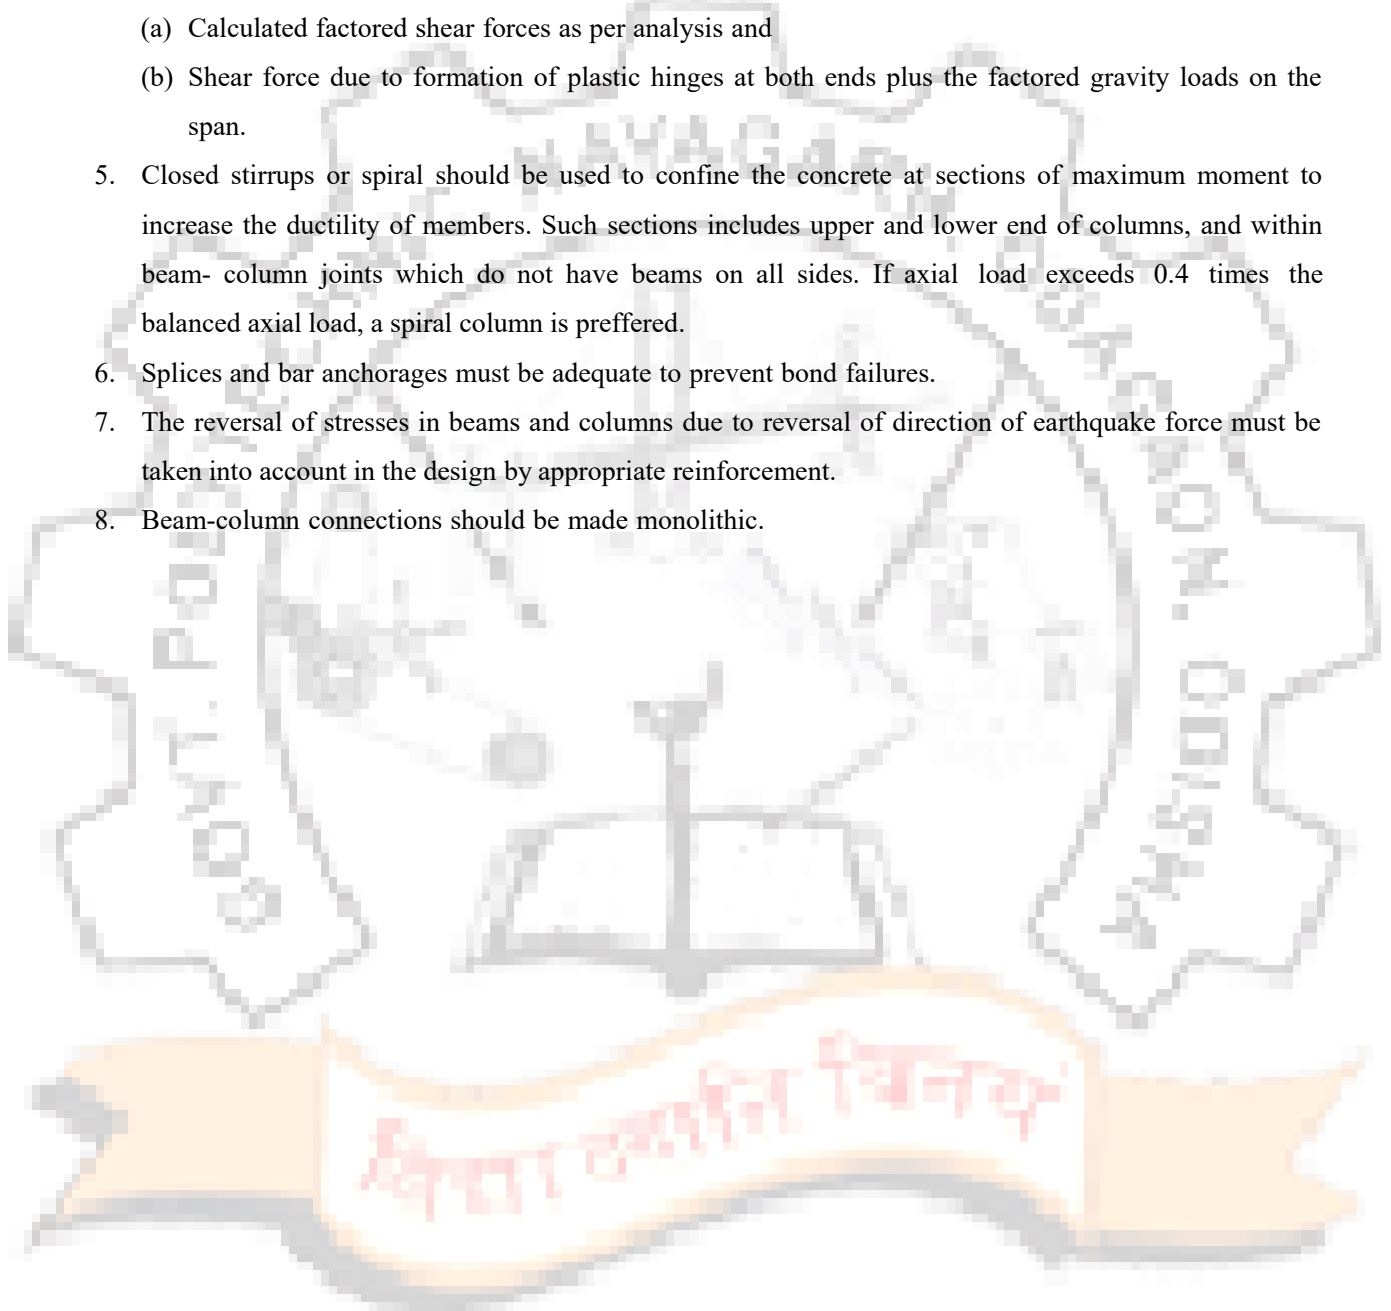 (a) Calculated factored shear forces as per analysis and
(b) Shear force due to formation of plastic hinges at both ends plus the factored gravity loads on the
span.
5. Closed stirrups or spiral should be used to confine the concrete at sections of maximum moment to
increase the ductility of members. Such sections includes upper and lower end of columns, and within
beam- column joints which do not have beams on all sides. If axial load exceeds 0.4 times the
balanced axial load, a spiral column is preffered.
6. Splices and bar anchorages must be adequate to prevent bond failures.
7. The reversal of stresses in beams and columns due to reversal of direction of earthquake force must be
taken into account in the design by appropriate reinforcement.
8. Beam-column connections should be made monolithic.
GOVT. POLYTECHNIC NAYAGARH
ODISHA